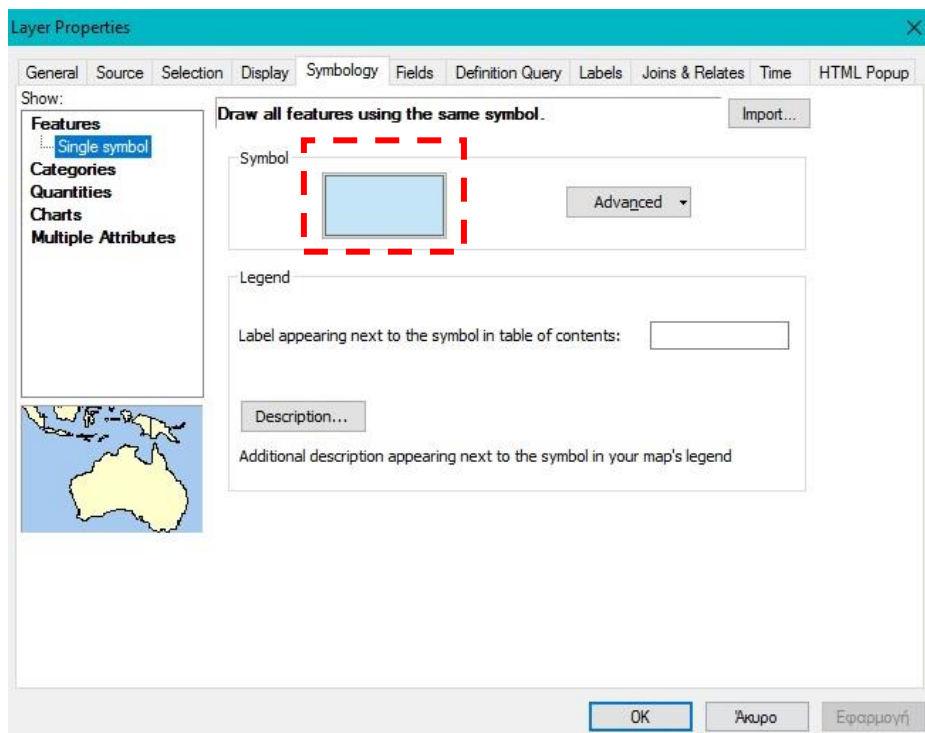 Layer Properties
General Source Selection Display Symbology Fields Definition Query Labels Joins & Relates Time HTML Popup
Show:
Features
Single symbol
Categories
Quantities
Charts
Multiple Attributes
Draw all features using the same symbol.
Import...
Symbol
Advanced
Legend
Label appearing next to the symbol in table of contents:
Description...
Additional description appearing next to the symbol in your map's legend
OK Άκυρο Εφαρμογή